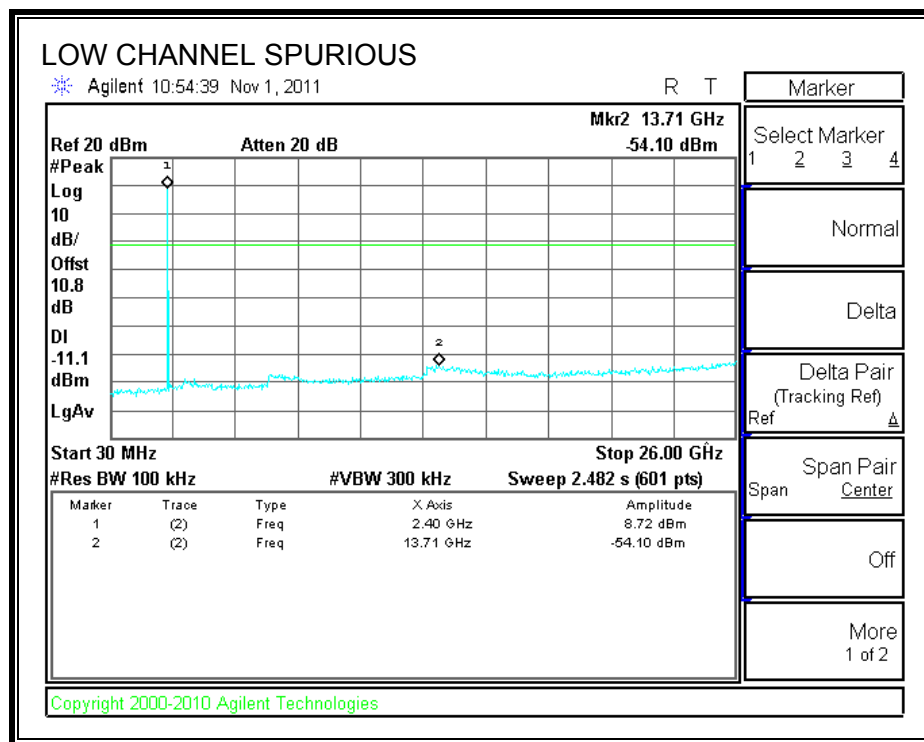 LOW CHANNEL SPURIOUS
Agilent 10:54:39 Nov 1, 2011 R T
Mkr2 13.71 GHz
Ref 20 dBm Atten 20 dB -54.10 dBm
#Peak
Log
10
dB/
Offst
10.8
dB
DI
-11.1
dBm
LgAv
1
2
Start 30 MHz Stop 26.00 GĤz
#Res BW 100 kHz #VBW 300 kHz Sweep 2.482 s (601 pts)
Marker Trace Type X Axis Amplitude
1 (2) Freq 2.40 GHz 8.72 dBm
2 (2) Freq 13.71 GHz -54.10 dBm
Marker
Select Marker
1 2 3 4
Normal
Delta
Delta Pair
(Tracking Ref)
Ref Δ
Span Pair
Span Center
Off
More
1 of 2
Copyright 2000-2010 Agilent Technologies